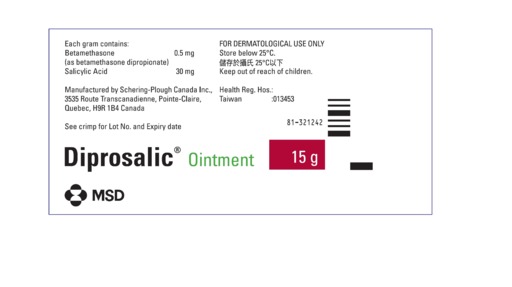 Each gram contains:
Betamethasone 0.5 mg
(as betamethasone dipropionate)
Salicylic Acid 30 mg
FOR DERMATOLOGICAL USE ONLY
Store below 25°C.
儲存於攝氏 25°C以下
Keep out of reach of children.
Manufactured by Schering-Plough Canada Inc.,
3535 Route Transcanadienne, Pointe-Claire,
Quebec, H9R 1B4 Canada
Health Reg. Hos.:
Taiwan :013453
See crimp for Lot No. and Expiry date
81-321242
Diprosalic® Ointment 15 g
MSD